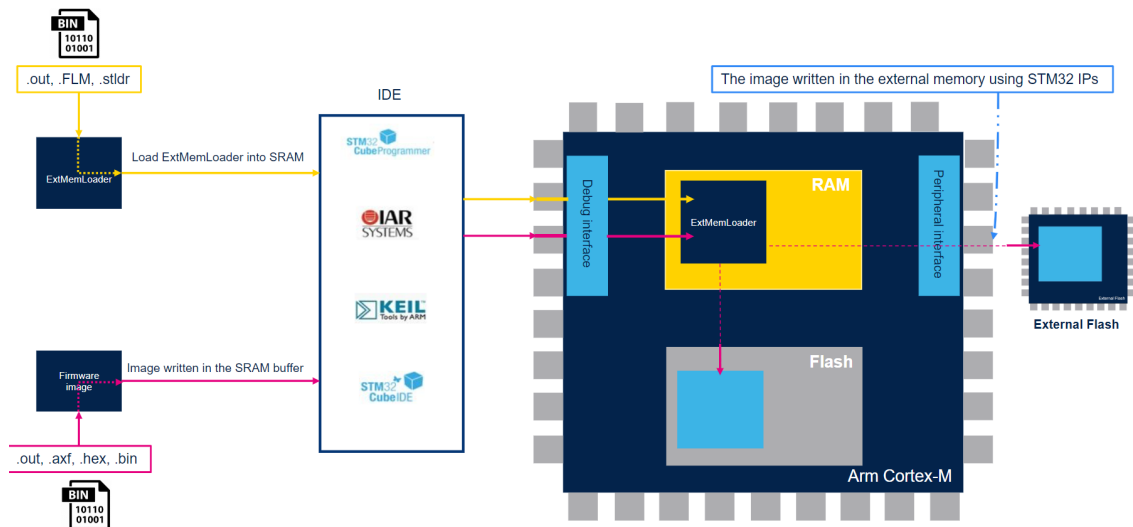 BIN
10110
01001
.out, .FLM, .stldr
ExtMemLoader
Load ExtMemLoader into SRAM
Firmware
image
Image written in the SRAM buffer
.out, .axf, .hex, .bin
BIN
10110
01001
IDE
STM32
CubeProgrammer
IAR
SYSTEMS
KEIL™
Tools by ARM
STM32
CubeIDE
Debug interface
RAM
ExtMemLoader
Flash
Arm Cortex-M
Peripheral interface
The image written in the external memory using STM32 IPs
External Flash
External Flash